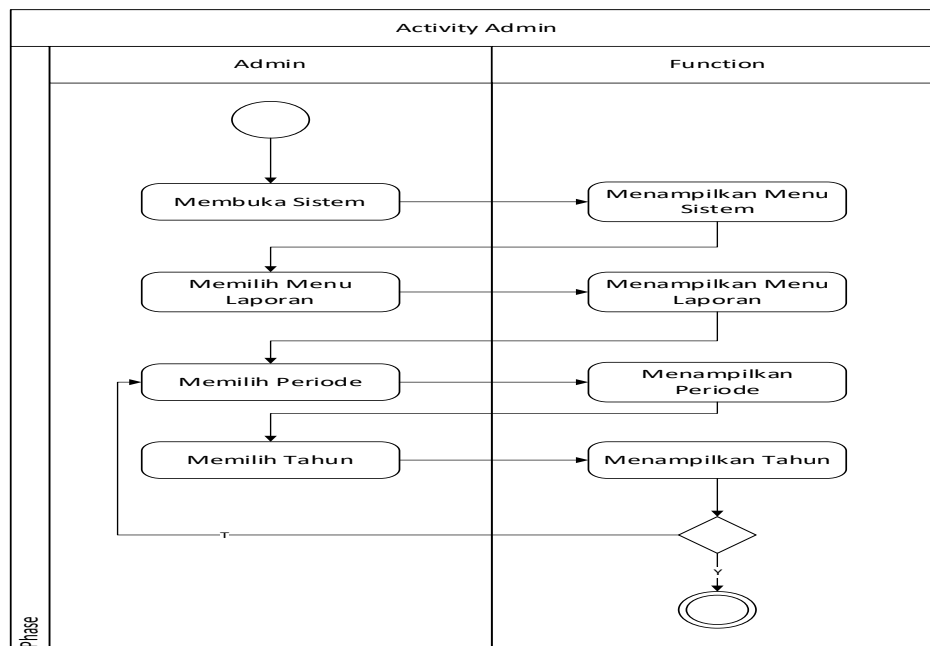 Activity Admin
Admin
Function
Membuka Sistem
Menampilkan Menu
Sistem
Memilih Menu
Laporan
Menampilkan Menu
Laporan
Memilih Periode
Menampilkan
Periode
Memilih Tahun
Menampilkan Tahun
T
Y
Phase